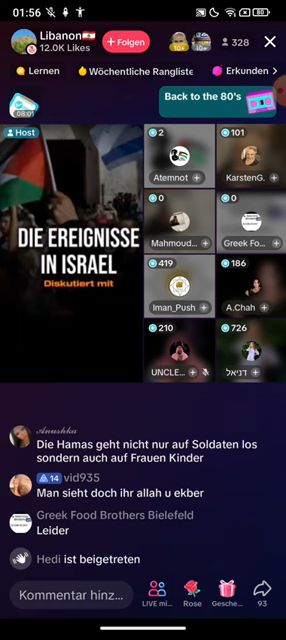 01:56
80
Libanon🇱🇧
12.0K Likes
+ Folgen
10+
10+
328
Lernen
Wöchentliche Rangliste
Erkunden
08:01
Back to the 80's
Host
DIE EREIGNISSE
IN ISRAEL
Diskutiert mit
2
Atemnot
101
KarstenG.
0
Mahmoud...
0
Greek Fo...
419
Iman_Push
186
A.Chah
210
UNCLE...
726
דניאל
𝒜𝓃𝓊𝓈𝒽𝓀𝒶
Die Hamas geht nicht nur auf Soldaten los
sondern auch auf Frauen Kinder
14 vid935
Man sieht doch ihr allah u ekber
Greek Food Brothers Bielefeld
Leider
Hedi ist beigetreten
Kommentar hinz...
LIVE mi...
Rose
Gesche...
93